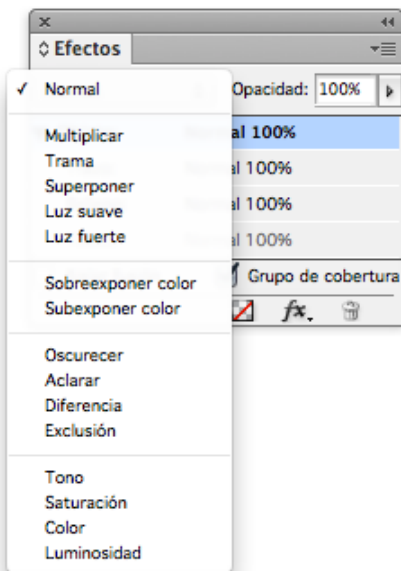 Efectos
Normal
Opacidad: 100%
Multiplicar
al 100%
Trama
al 100%
Superponer
Luz suave
al 100%
Luz fuerte
al 100%
Grupo de cobertura
Sobreexponer color
Subexponer color
fx.
Oscurecer
Aclarar
Diferencia
Exclusión
Tono
Saturación
Color
Luminosidad